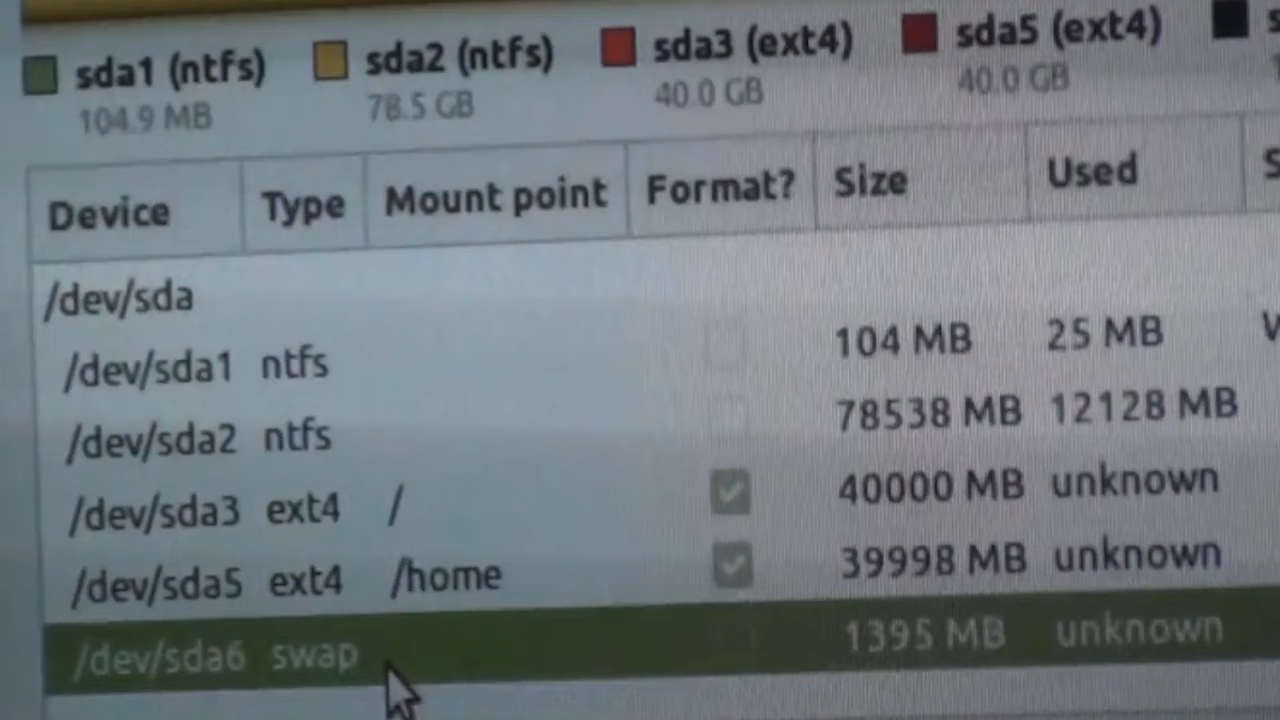 sda1 (ntfs) sda2 (ntfs) sda3 (ext4) sda5 (ext4)
104.9 MB 78.5 GB 40.0 GB 40.0 GB
Device Type Mount point Format? Size Used
/dev/sda
/dev/sda1 ntfs 104 MB 25 MB
/dev/sda2 ntfs 78538 MB 12128 MB
/dev/sda3 ext4 / 40000 MB unknown
/dev/sda5 ext4 /home 39998 MB unknown
/dev/sda6 swap 1395 MB unknown